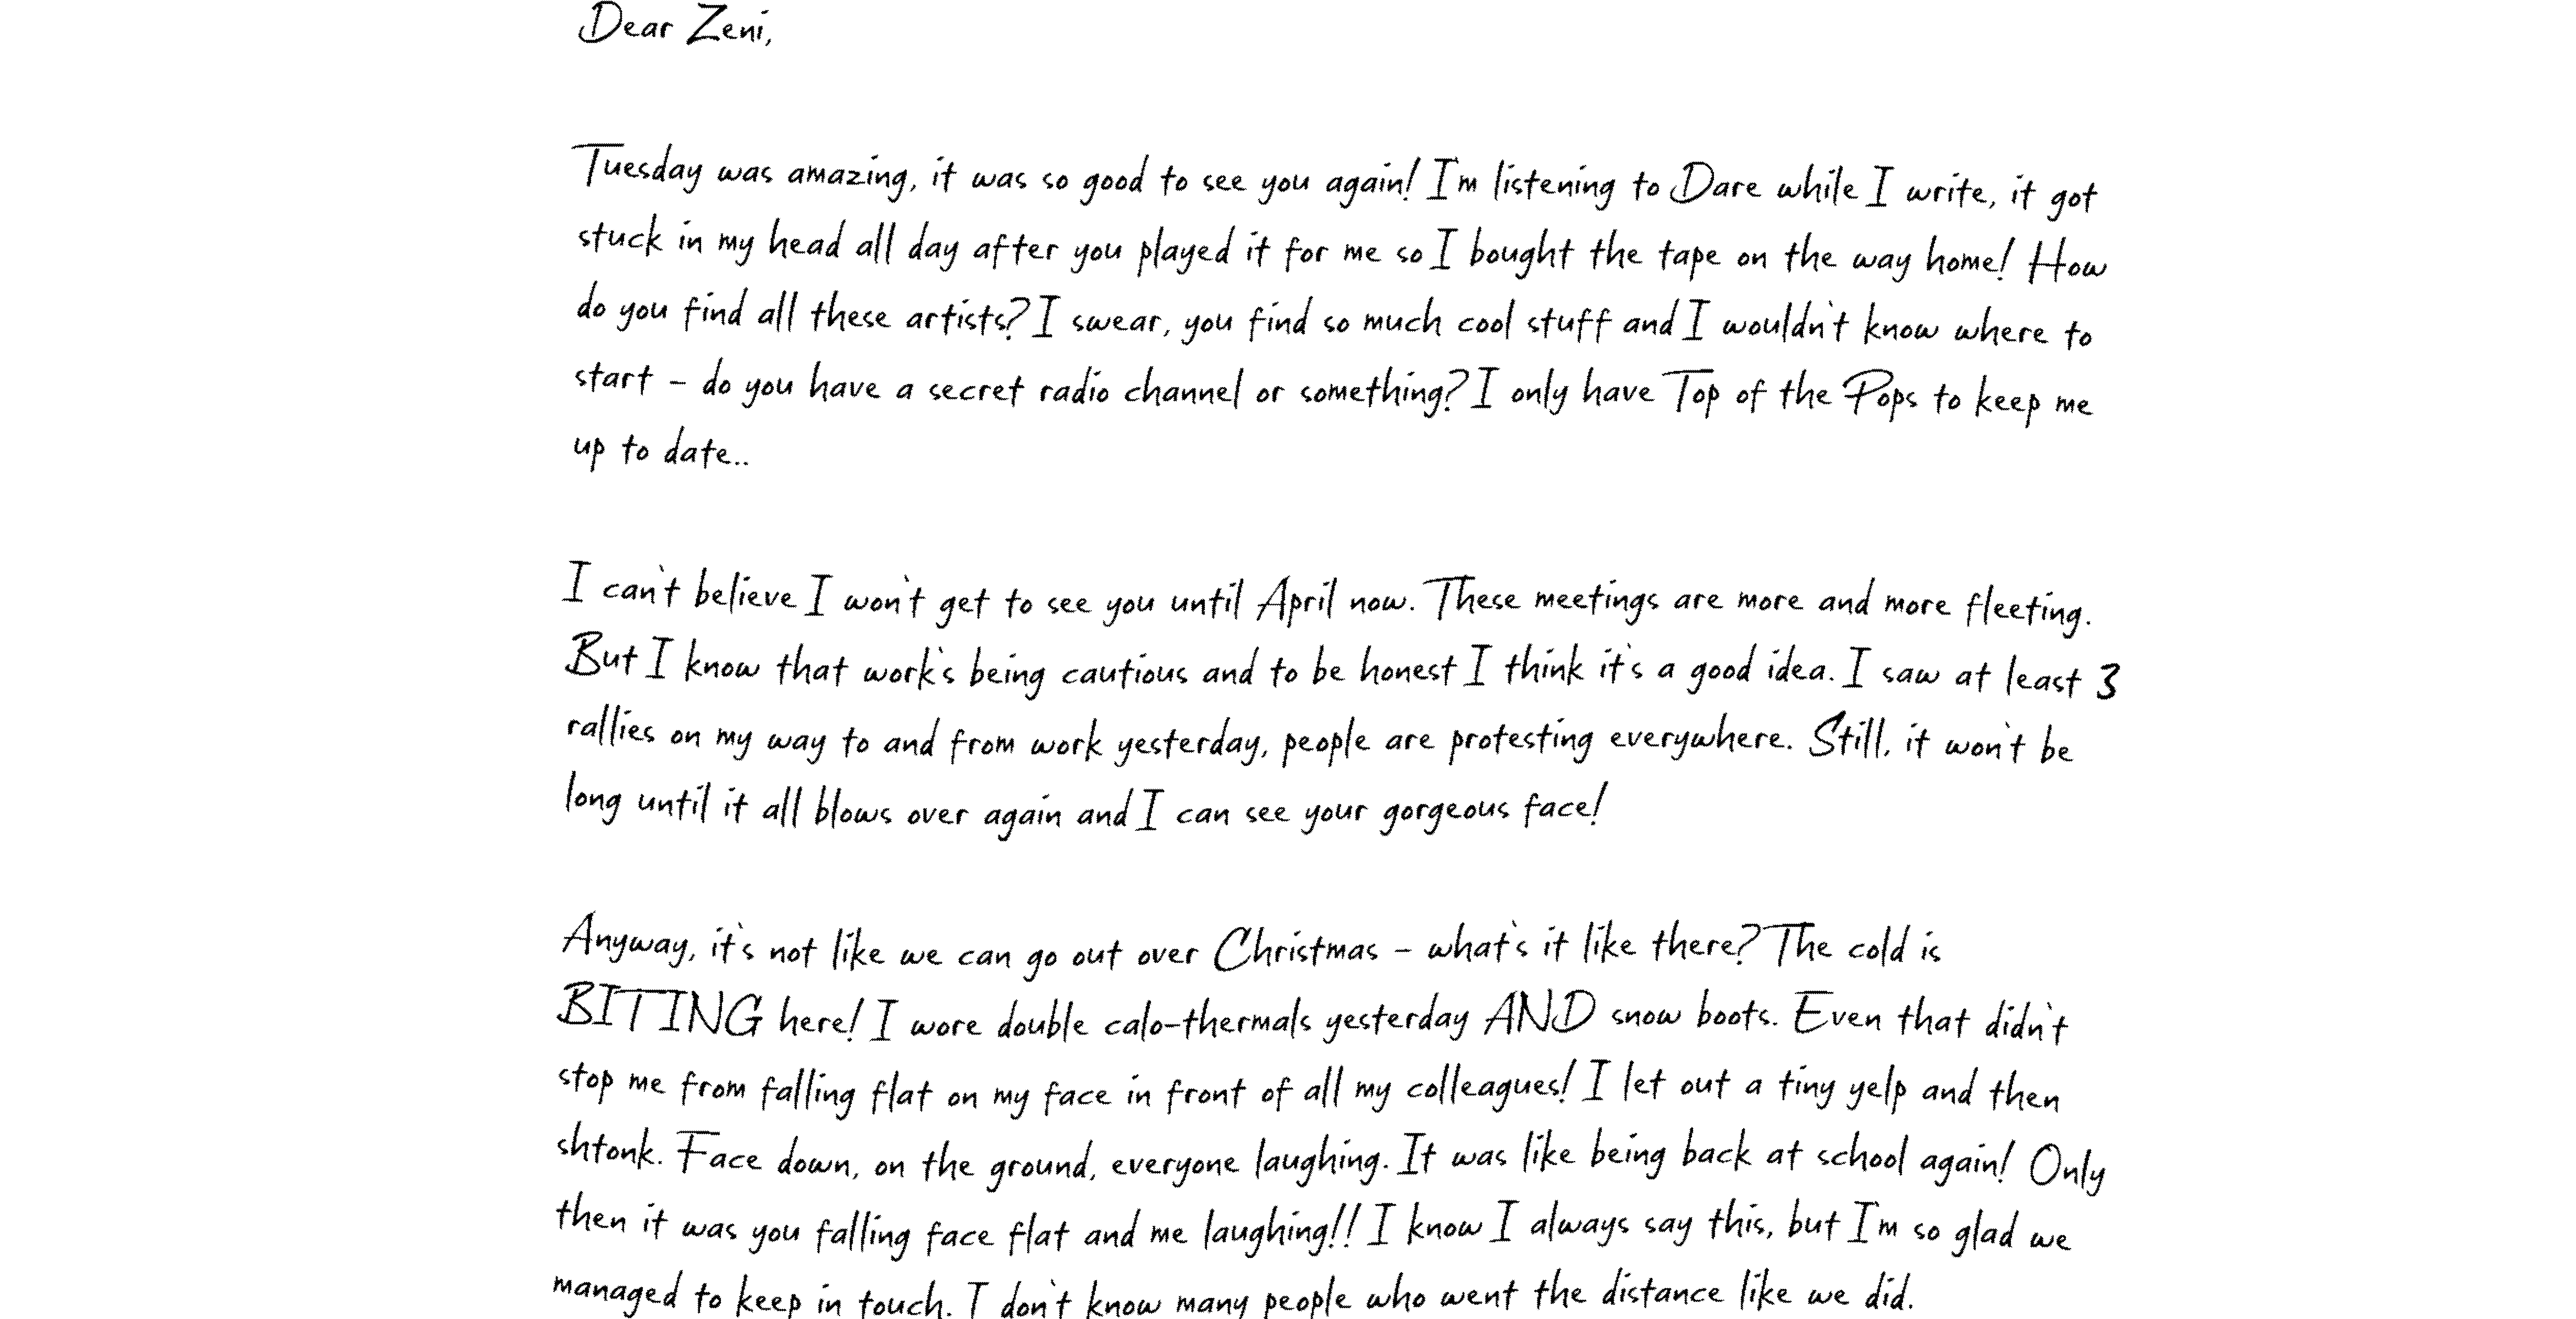 Dear Zeni,
Tuesday was amazing, it was so good to see you again! I'm listening to Dare while I write, it got
stuck in my head all day after you played it for me so I bought the tape on the way home! How
do you find all these artists? I swear, you find so much cool stuff and I wouldn't know where to
start - do you have a secret radio channel or something? I only have Top of the Pops to keep me
up to date..
I can't believe I won't get to see you until April now. These meetings are more and more fleeting.
But I know that work's being cautious and to be honest I think it's a good idea. I saw at least 3
rallies on my way to and from work yesterday, people are protesting everywhere. Still, it won't be
long until it all blows over again and I can see your gorgeous face!
Anyway, it's not like we can go out over Christmas - what's it like there? The cold is
BITING here! I wore double calo-thermals yesterday AND snow boots. Even that didn't
stop me from falling flat on my face in front of all my colleagues! I let out a tiny yelp and then
shtonk. Face down, on the ground, everyone laughing. It was like being back at school again! Only
then it was you falling face flat and me laughing!! I know I always say this, but I'm so glad we
managed to keep in touch. I don't know many people who went the distance like we did.